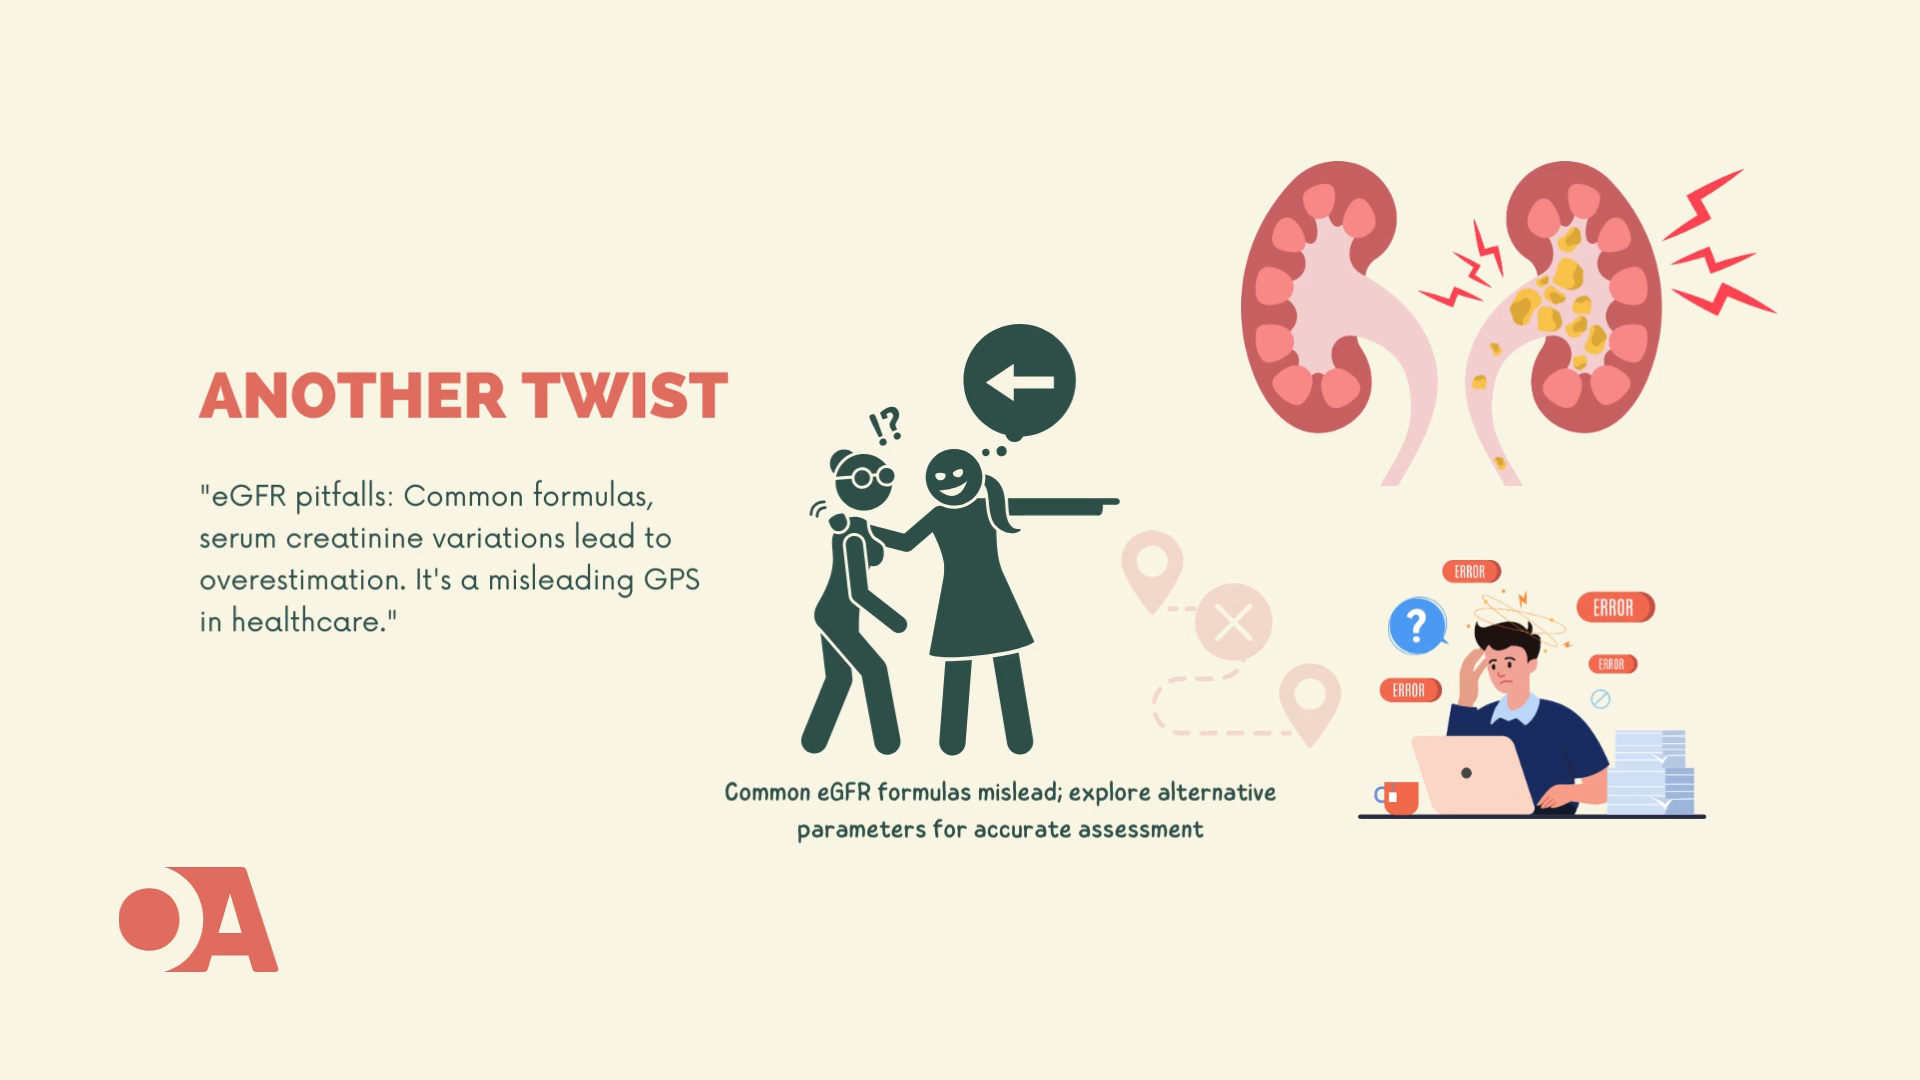 ANOTHER TWIST
"eGFR pitfalls: Common formulas,
serum creatinine variations lead to
overestimation. It's a misleading GPS
in healthcare."
!?
Common eGFR formulas mislead; explore alternative
parameters for accurate assessment
ERROR
ERROR
?
ERROR
ERROR
OA